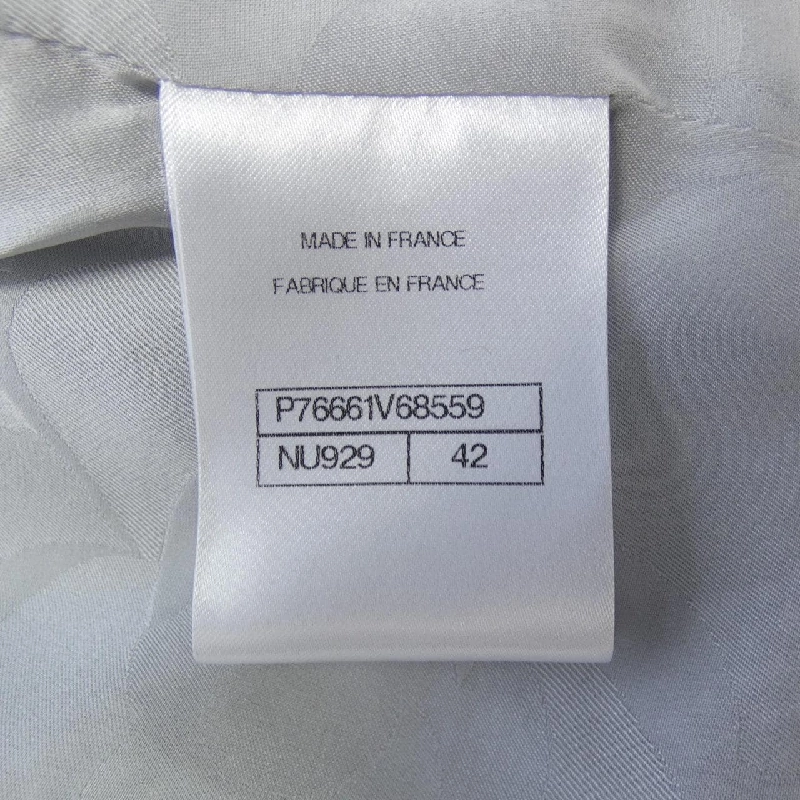 MADE IN FRANCE
FABRIQUE EN FRANCE
P76661V68559
NU929 42